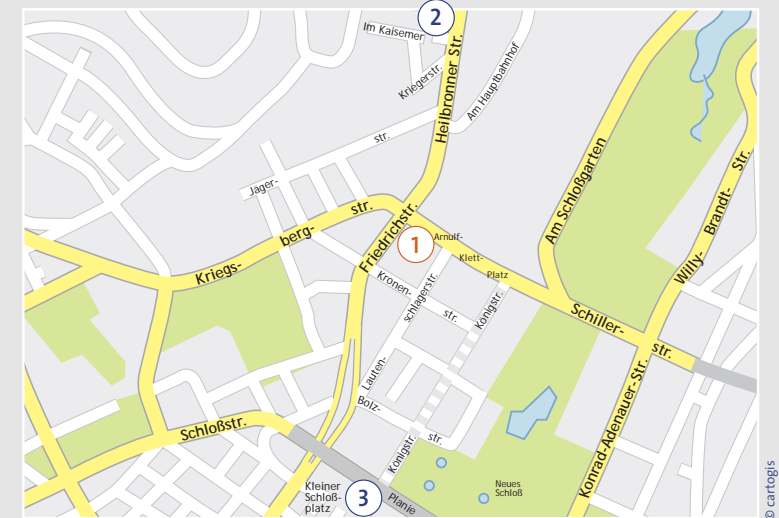 2
Im Kaisemer
Kriegerstr.
Heilbronner Str.
Am Hauptbahnhof
str.
Jäger-
Am Schloßgarten
Willy- Brandt- Str.
Kriegs- berg- str.
Friedrichstr.
1
Arnulf-
Klett-
Platz
Kronen- str.
schlagerstr.
Lauten-
Königstr.
Schiller- str.
Konrad-Adenauer-Str.
Bolz- str.
Schloßstr.
Königstr.
Kleiner
Schloß-
platz
3
Planie
Neues
Schloß
© cartogis